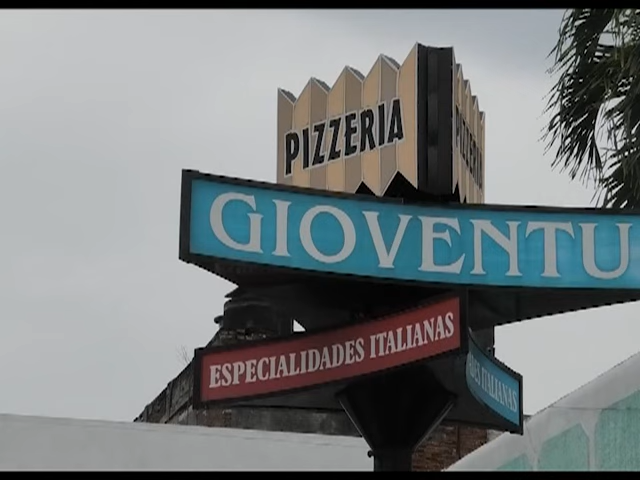 PIZZERIA
PIZZERIA
GIOVENTU
ESPECIALIDADES ITALIANAS
ITALIANAS